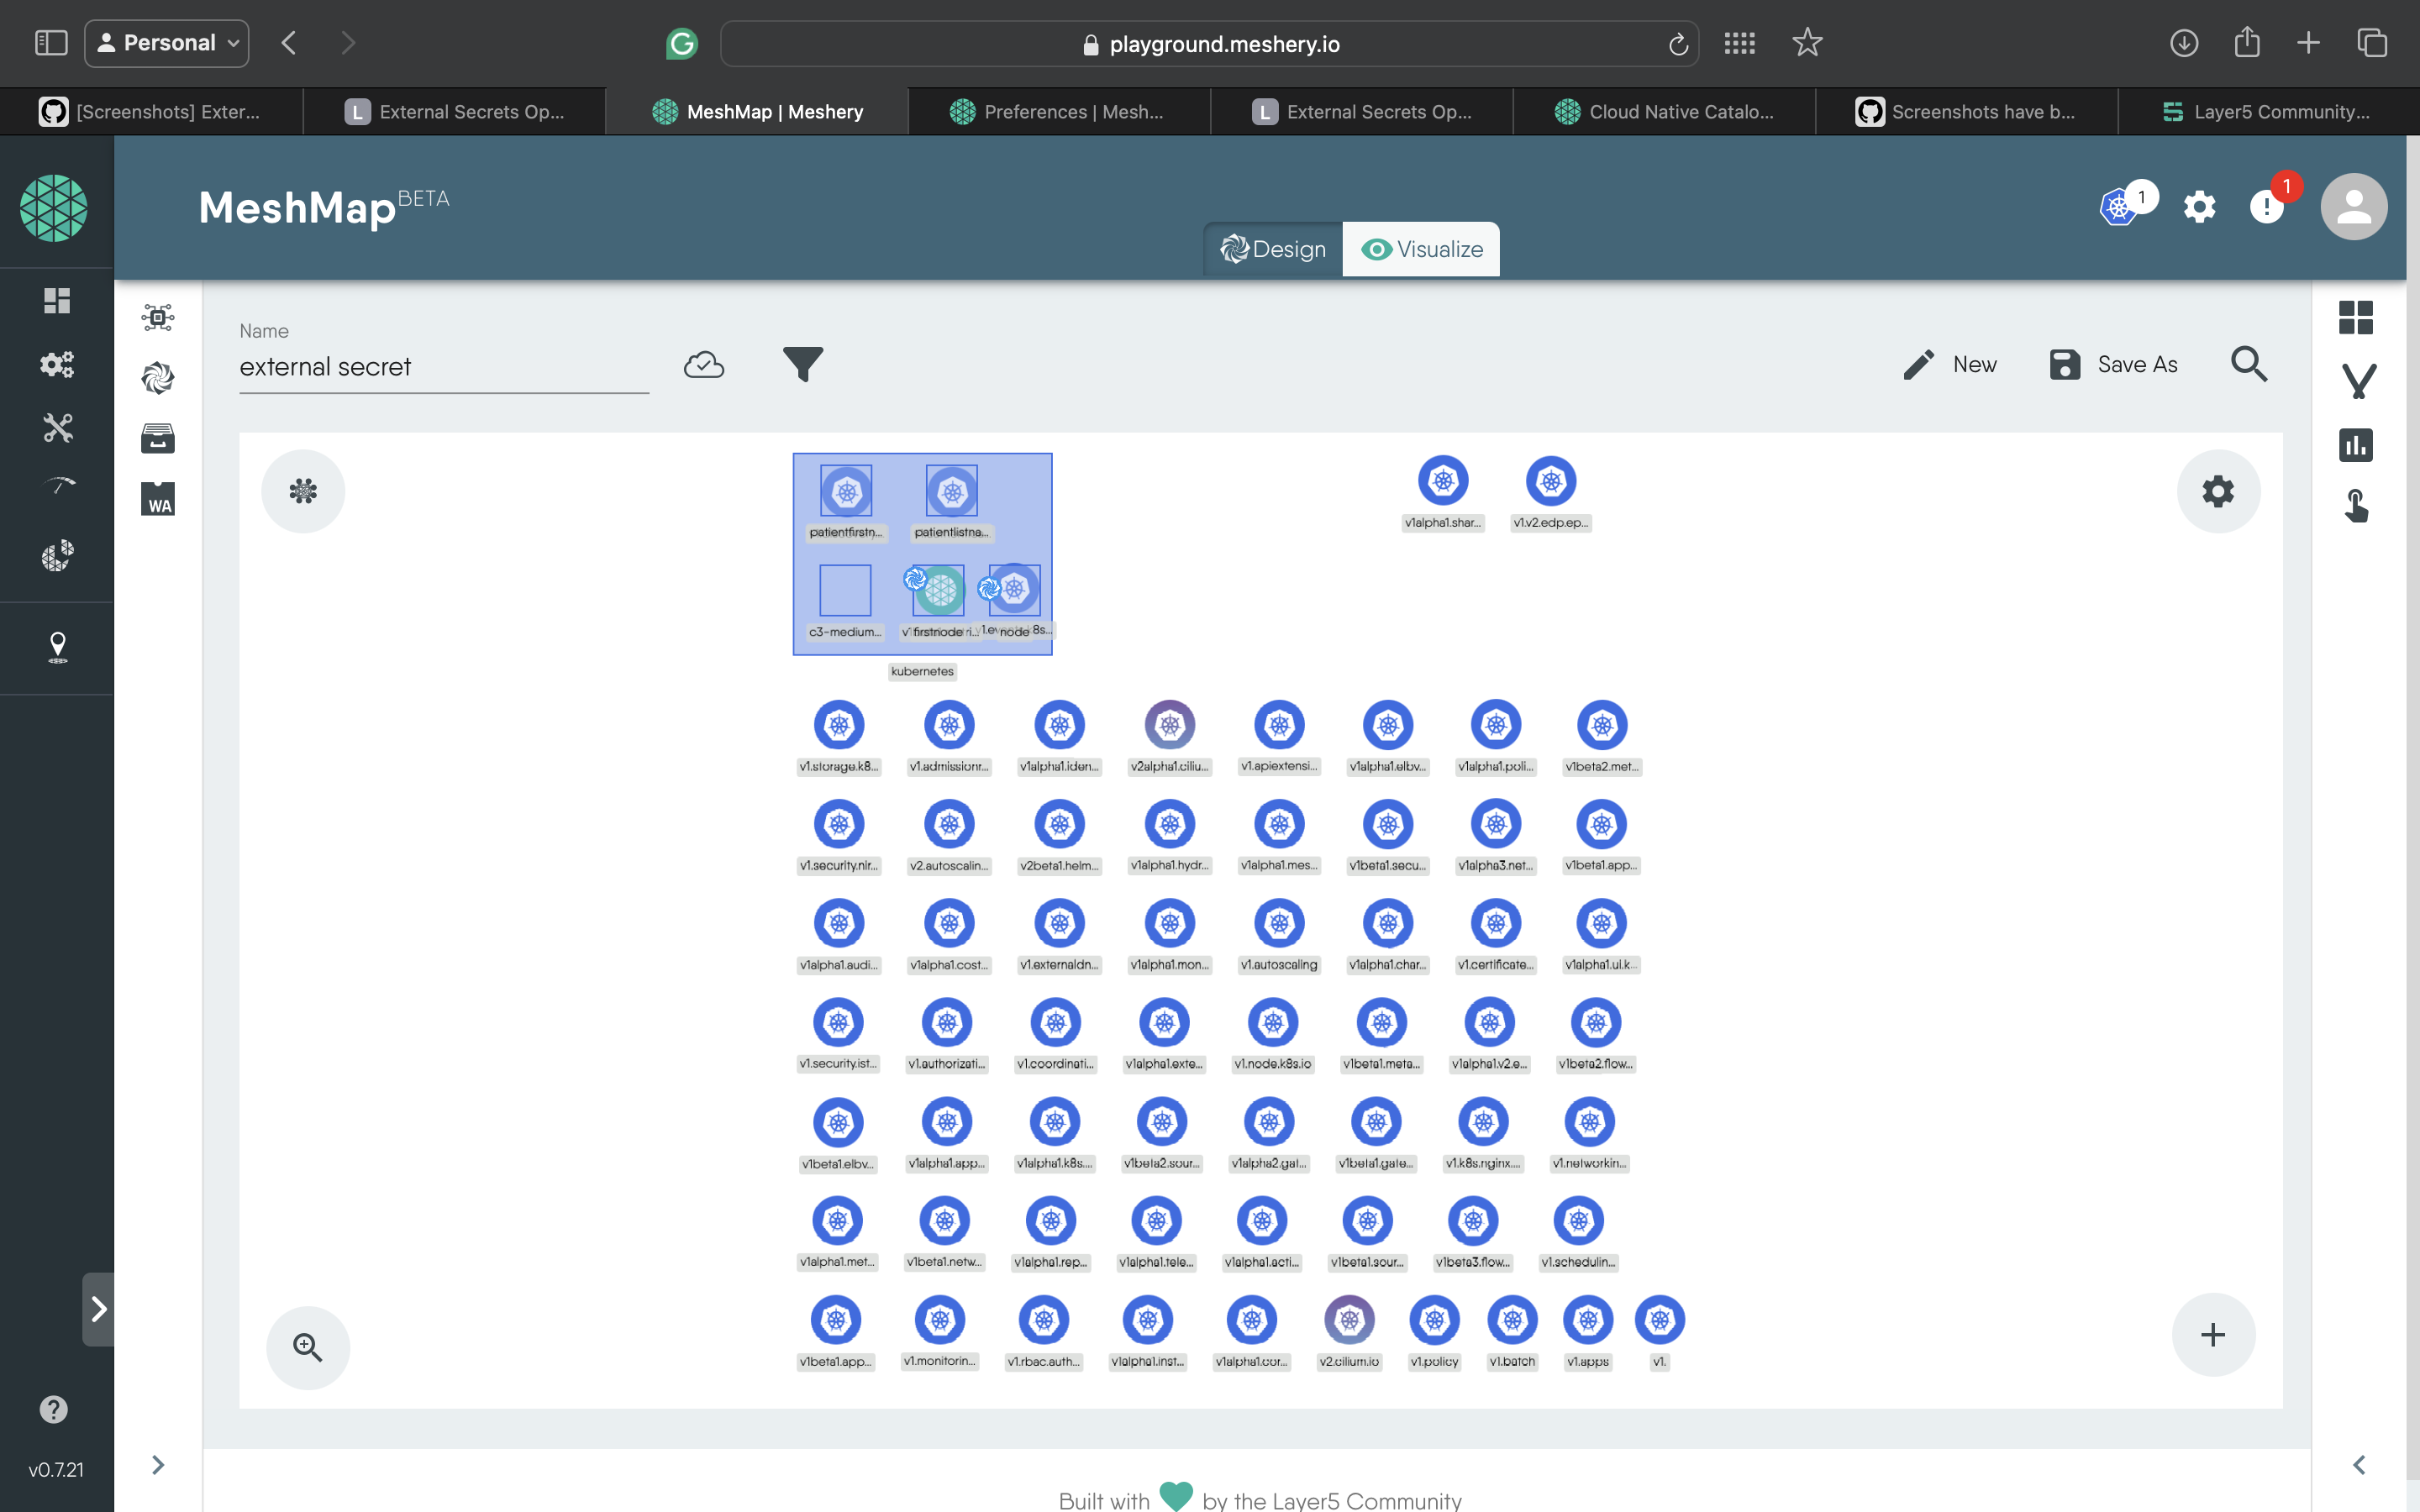 Personal
playground.meshery.io
[Screenshots] Exter...
External Secrets Op...
MeshMap | Meshery
Preferences | Mesh...
External Secrets Op...
Cloud Native Catalo...
Screenshots have b...
Layer5 Community...
MeshMap BETA
1
1
Design
Visualize
Name
external secret
New
Save As
WA
patientfirstn...
patientlistna...
v1alpha1.shar...
v1.v2.edp.ep...
c3-medium...
firstnode
node
kubernetes
v1.storage.k8...
v1.admissionr...
v1alpha1.iden...
v2alpha1.ciliu...
v1.apiextensi...
v1alpha1.elbv...
v1alpha1.poli...
v1beta2.met...
v1.security.nir...
v2.autoscalin...
v2beta1.helm...
v1alpha1.hydr...
v1alpha1.mes...
v1beta1.secu...
v1alpha3.net...
v1beta1.app...
v1alpha1.audi...
v1alpha1.cost...
v1.externaldn...
v1alpha1.mon...
v1.autoscaling
v1alpha1.char...
v1.certificate...
v1alpha1.ui.k...
v1.security.ist...
v1.authorizati...
v1.coordinati...
v1alpha1.exte...
v1.node.k8s.io
v1beta1.meta...
v1alpha1.v2.e...
v1beta2.flow...
v1beta1.elbv...
v1alpha1.app...
v1alpha1.k8s....
v1beta2.sour...
v1alpha2.gat...
v1beta1.gate...
v1.k8s.nginx....
v1.networkin...
v1alpha1.met...
v1beta1.netw...
v1alpha1.rep...
v1alpha1.tele...
v1alpha1.acti...
v1beta1.sour...
v1beta3.flow...
v1.schedulin...
v1beta1.app...
v1.monitorin...
v1.rbac.auth...
v1alpha1.inst...
v1alpha1.cor...
v2.cilium.io
v1.policy
v1.batch
v1.apps
v1.
v0.7.21
Built with by the Layer5 Community